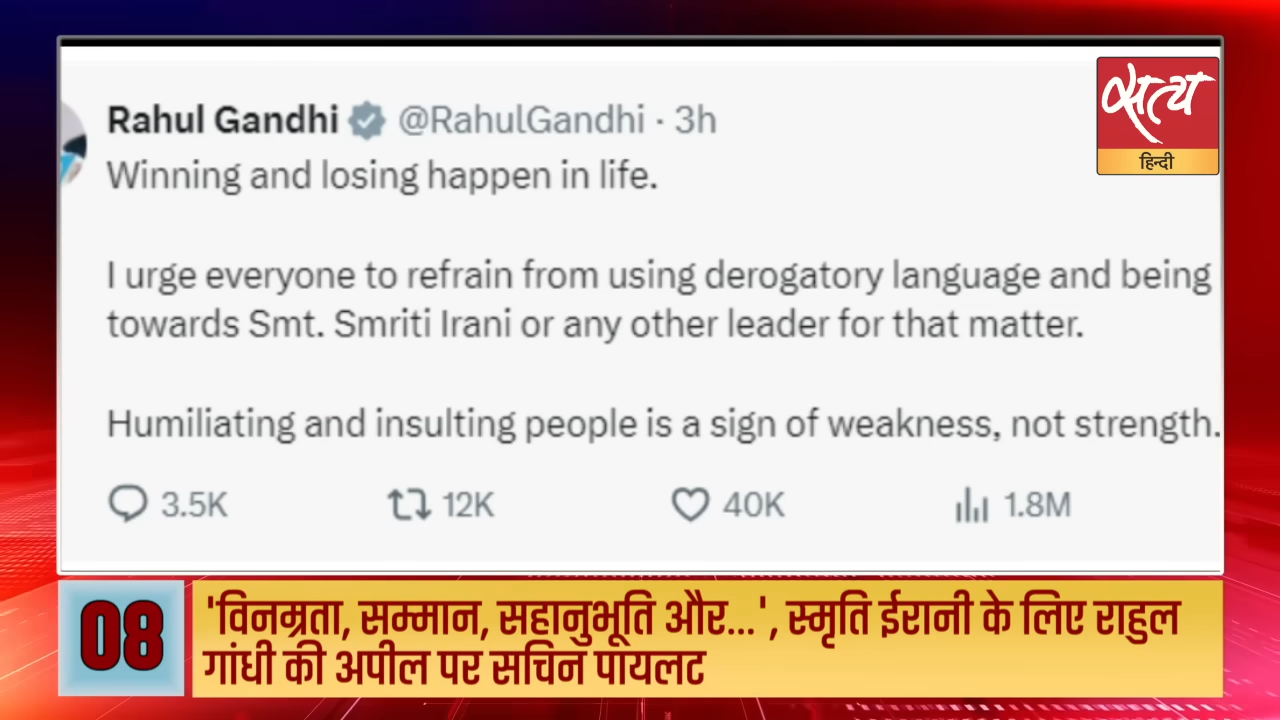 Rahul Gandhi @RahulGandhi · 3h
Winning and losing happen in life.
I urge everyone to refrain from using derogatory language and being
towards Smt. Smriti Irani or any other leader for that matter.
Humiliating and insulting people is a sign of weakness, not strength.
3.5K 12K 40K 1.8M
सत्य
हिन्दी
08
'विनम्रता, सम्मान, सहानुभूति और...', स्मृति ईरानी के लिए राहुल
गांधी की अपील पर सचिन पायलट